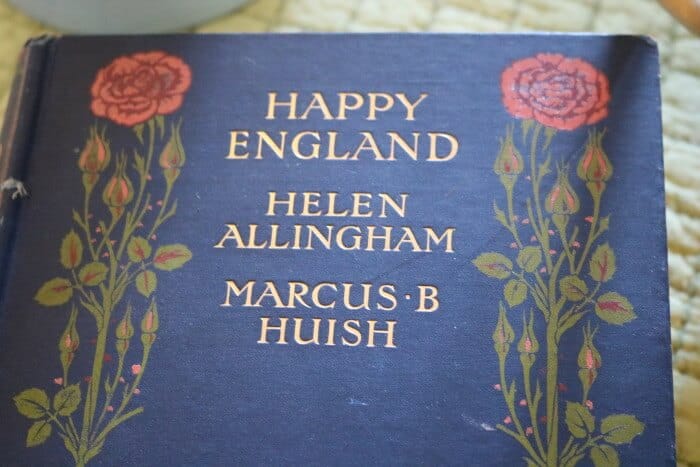 HAPPY
ENGLAND
HELEN
ALLINGHAM
MARCUS·B
HUISH